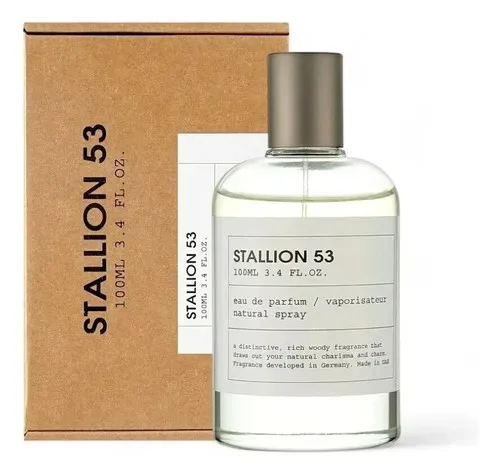 STALLION 53
100ML 3.4 FL.OZ.
STALLION 53
100ML 3.4 FL.OZ.
STALLION 53
100ML 3.4 FL.OZ.
eau de parfum / vaporisateur
natural spray
a distinctive, rich woody fragrance that
draws out your natural charisma and charm.
Fragrance developed in Germany. Made in UAE